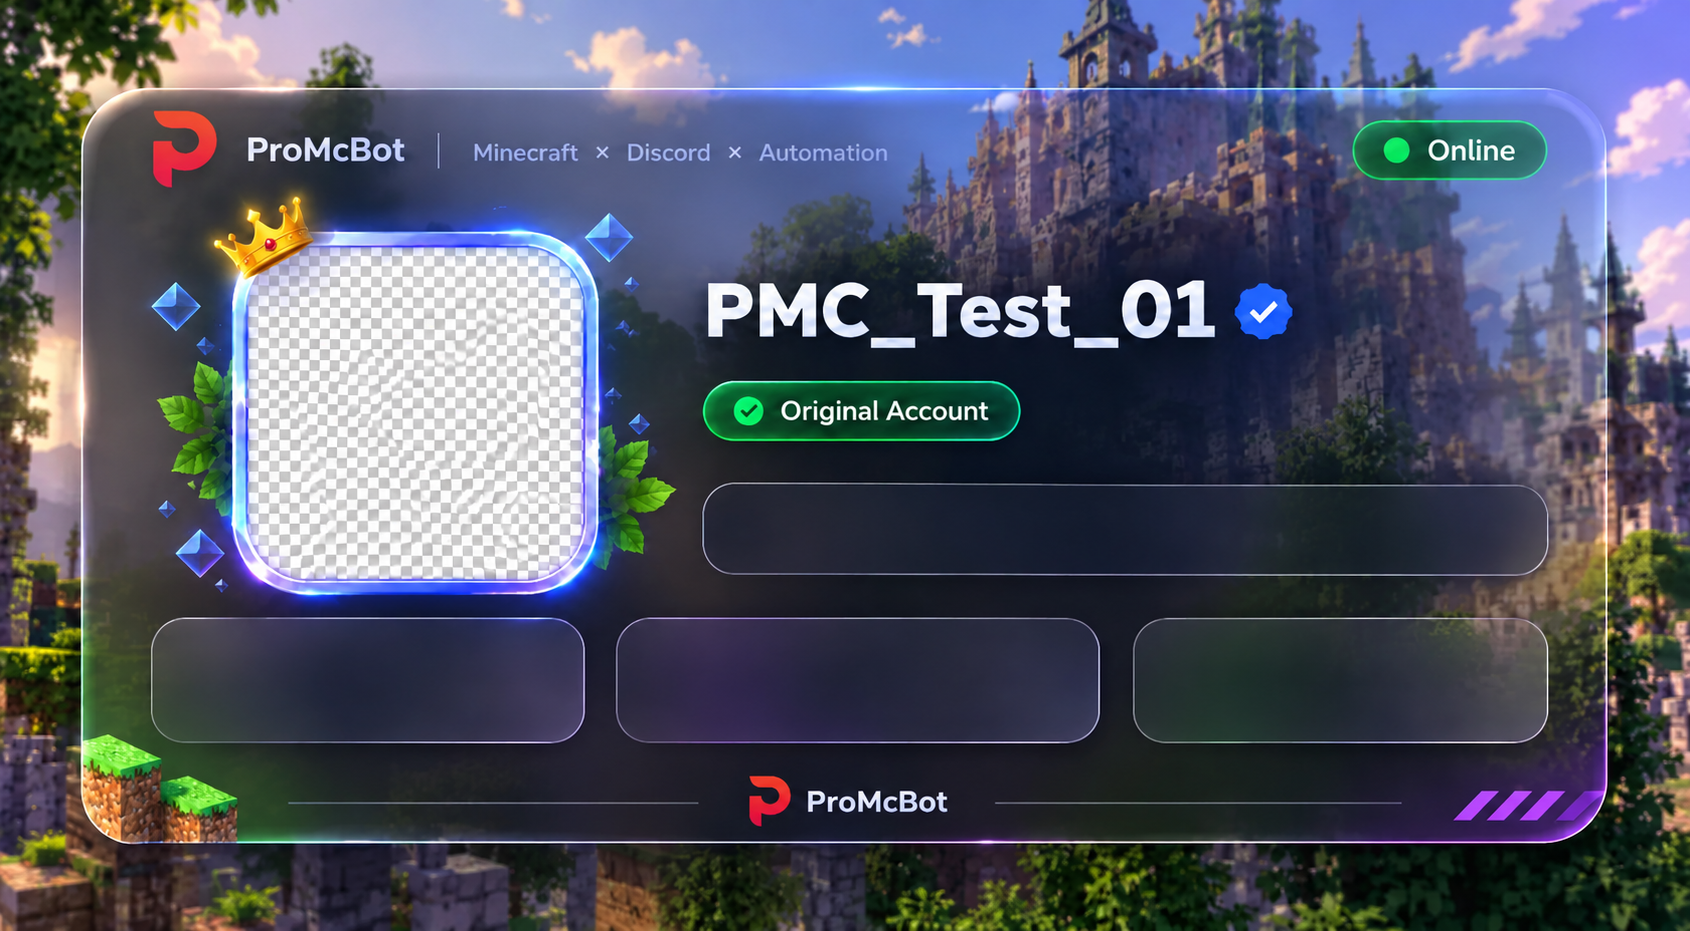 ProMcBot
Minecraft × Discord × Automation
Online
PMC_Test_01
Original Account
ProMcBot